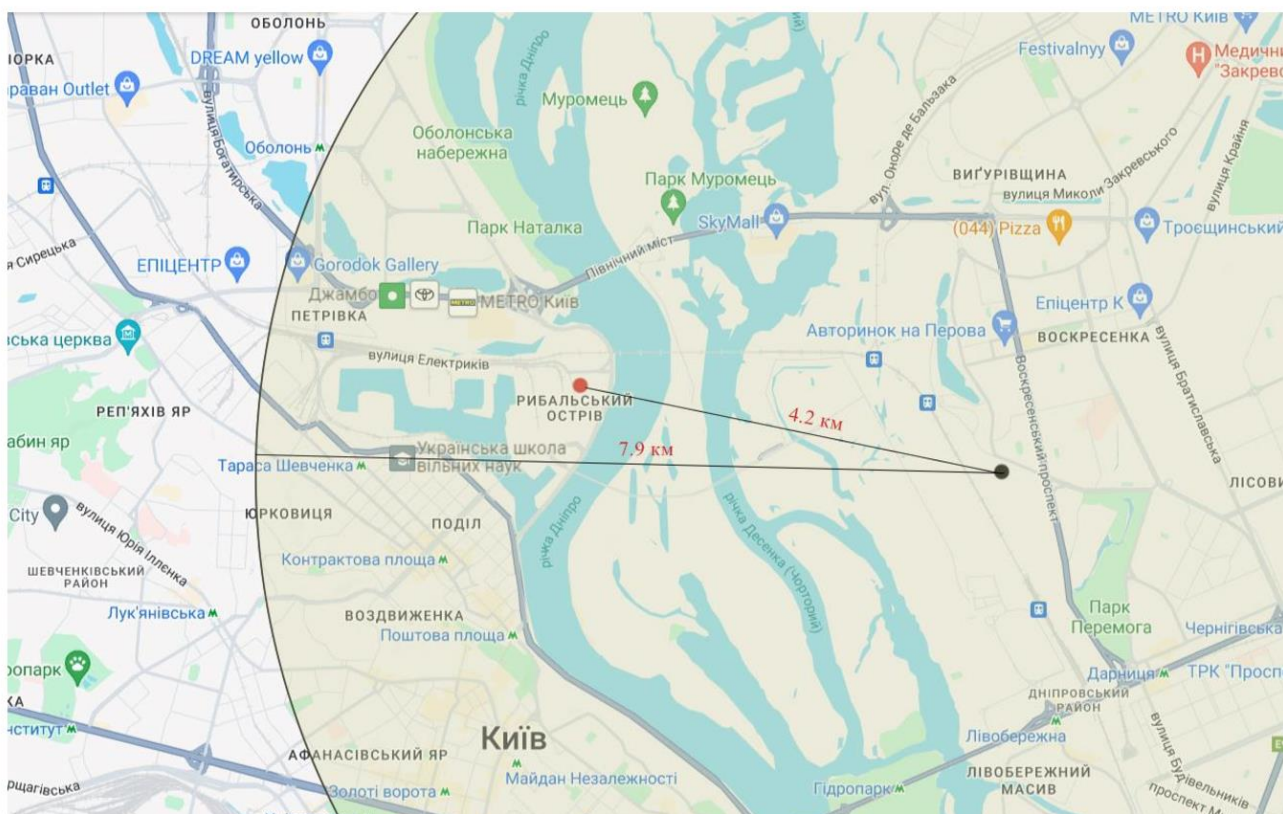 ОБОЛОНЬ
METRO Київ
DREAM yellow
Festivalnyy
Медичн
"Закрев
ІОРКА
араван Outlet
річка Дніпро
Муромець
вулиця Богатирська
вул. Оноре де Бальзака
Оболонь
Оболонська
набережна
вулиця Крайня
ВИҐУРІВЩИНА
вулиця Миколи Закревського
Парк Муромець
SkyMall
(044) Pizza
Троєщинський
Парк Наталка
Північний міст
я Сирецька
ЕПІЦЕНТР
Gorodok Gallery
Джамбо
METRO
METRO Київ
ПЕТРІВКА
Епіцентр К
Авторинок на Перова
ВОСКРЕСЕНКА
вська церква
вулиця Електриків
Воскресенський проспект
вулиця Братиславська
РЕП'ЯХІВ ЯР
РИБАЛЬСЬКИЙ
ОСТРІВ
4.2 км
абин яр
Українська школа
вільних наук
7.9 км
Тараса Шевченка
ЛІСОВИ
City
ЮРКОВИЦЯ
вулиця Юрія Іллєнка
ПОДІЛ
річка Дніпро
річка Десенка (Чорторий)
Контрактова площа
ШЕВЧЕНКІВСЬКИЙ
РАЙОН
Лук'янівська
ВОЗДВИЖЕНКА
Поштова площа
Парк
Перемога
Чернігівська
оопарк
Дарниця
ТРК "Просп
КА
ДНІПРОВСЬКИЙ
РАЙОН
нститут
Київ
Лівобережна
АФАНАСІВСЬКИЙ ЯР
Майдан Незалежності
ЛІВОБЕРЕЖНИЙ
МАСИВ
вулиця Будівельників
Гідропарк
рщагівська
Золоті ворота
проспект М